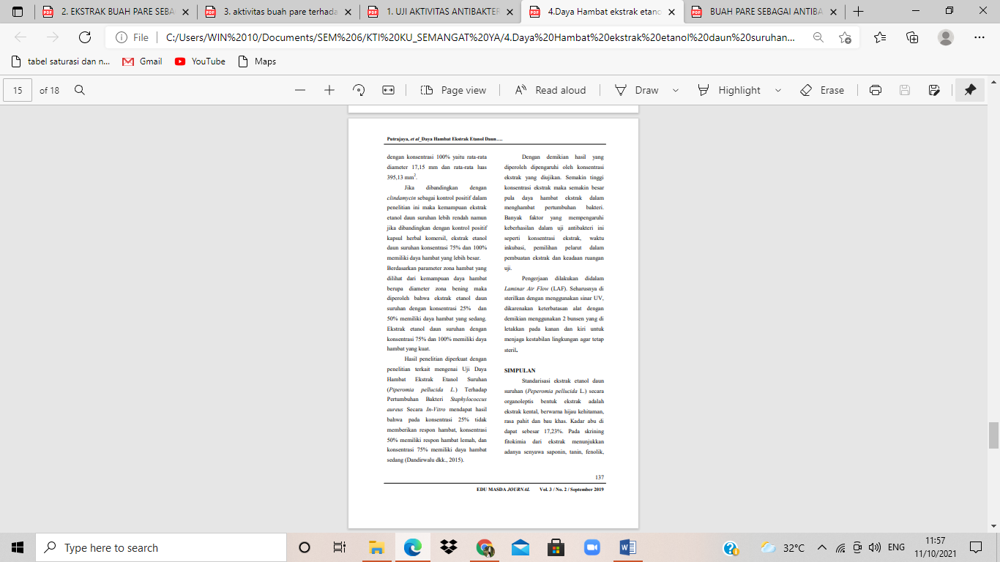 2. EKSTRAK BUAH PARE SEBA
3. aktivitas buah pare terhada
1. UJI AKTIVITAS ANTIBAKTER
4.Daya Hambat ekstrak etano
BUAH PARE SEBAGAI ANTIBA
File
C:/Users/WIN%2010/Documents/SEM%206/KTI%20KU_SEMANGAT%20YA/4.Daya%20Hambat%20ekstrak%20etanol%20daun%20suruhan...
tabel saturasi dan n...
Gmail
YouTube
Maps
15 of 18
Page view
Read aloud
Draw
Highlight
Erase
Putrajaya, et al_Daya Hambat Ekstrak Etanol Daun….
dengan konsentrasi 100% yaitu rata-rata
diameter 17,15 mm dan rata-rata luas
395,13 mm2.
Jika dibandingkan dengan
clindamycin sebagai kontrol positif dalam
penelitian ini maka kemampuan ekstrak
etanol daun suruhan lebih rendah namun
jika dibandingkan dengan kontrol positif
kapsul herbal komersil, ekstrak etanol
daun suruhan konsentrasi 75% dan 100%
memiliki daya hambat yang lebih besar.
Berdasarkan parameter zona hambat yang
dilihat dari kemampuan daya hambat
berupa diameter zona bening maka
diperoleh bahwa ekstrak etanol daun
suruhan dengan konsentrasi 25% dan
50% memiliki daya hambat yang sedang.
Ekstrak etanol daun suruhan dengan
konsentrasi 75% dan 100% memiliki daya
hambat yang kuat.
Hasil penelitian diperkuat dengan
penelitian terkait mengenai Uji Daya
Hambat Ekstrak Etanol Suruhan
(Piperomia pellucida L.) Terhadap
Pertumbuhan Bakteri Staphylococcus
aureus Secara In-Vitro mendapat hasil
bahwa pada konsentrasi 25% tidak
memberikan respon hambat, konsentrasi
50% memiliki respon hambat lemah, dan
konsentrasi 75% memiliki daya hambat
sedang (Dandirwalu dkk., 2015).
Dengan demikian hasil yang
diperoleh dipengaruhi oleh konsentrasi
ekstrak yang diujikan. Semakin tinggi
konsentrasi ekstrak maka semakin besar
pula daya hambat ekstrak dalam
menghambat pertumbuhan bakteri.
Banyak faktor yang mempengaruhi
keberhasilan dalam uji antibakteri ini
seperti konsentrasi ekstrak, waktu
inkubasi, pemilihan pelarut dalam
pembuatan ekstrak dan keadaan ruangan
uji.
Pengerjaan dilakukan didalam
Laminar Air Flow (LAF). Seharusnya di
sterilkan dengan menggunakan sinar UV,
dikarenakan keterbatasan alat dengan
demikian menggunakan 2 bunsen yang di
letakkan pada kanan dan kiri untuk
menjaga kestabilan lingkungan agar tetap
steril.
SIMPULAN
Standarisasi ekstrak etanol daun
suruhan (Peperomia pellucida L.) secara
organoleptis bentuk ekstrak adalah
ekstrak kental, berwarna hijau kehitaman,
rasa pahit dan bau khas. Kadar abu di
dapat sebesar 17,23%. Pada skrining
fitokimia dari ekstrak menunjukkan
adanya senyawa saponin, tanin, fenolik,
137
EDU MASDA JOURNAL Vol. 3 / No. 2 / September 2019
Type here to search
32°C
ENG
11:57
11/10/2021